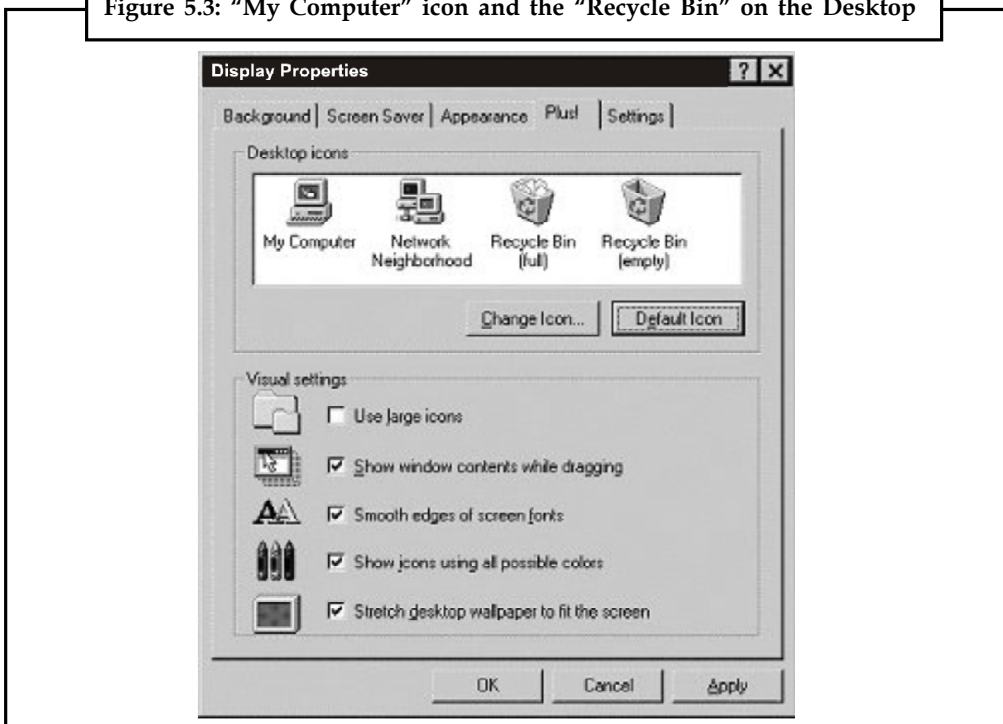 Figure 5.3: “My Computer” icon and the “Recycle Bin” on the Desktop
Display Properties
Background Screen Saver Appearance Plus! Settings
Desktop icons
My Computer
Network Neighborhood
Recycle Bin (full)
Recycle Bin (empty)
Change Icon... Default Icon
Visual settings
Use large icons
Show window contents while dragging
Smooth edges of screen fonts
Show icons using all possible colors
Stretch desktop wallpaper to fit the screen
OK Cancel Apply